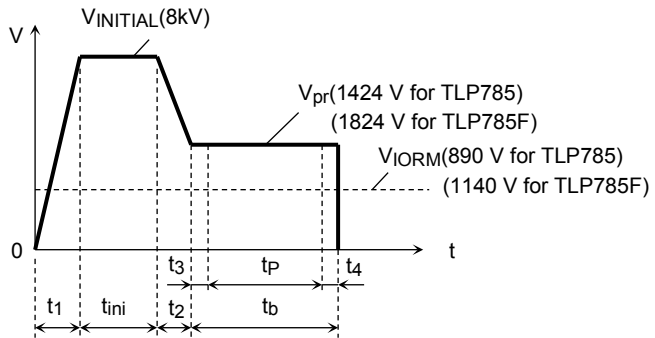 VINITIAL(8kV)
V
Vpr(1424 V for TLP785)
(1824 V for TLP785F)
VIORM(890 V for TLP785)
(1140 V for TLP785F)
0
t
t3
tP
t4
t1
tini
t2
tb